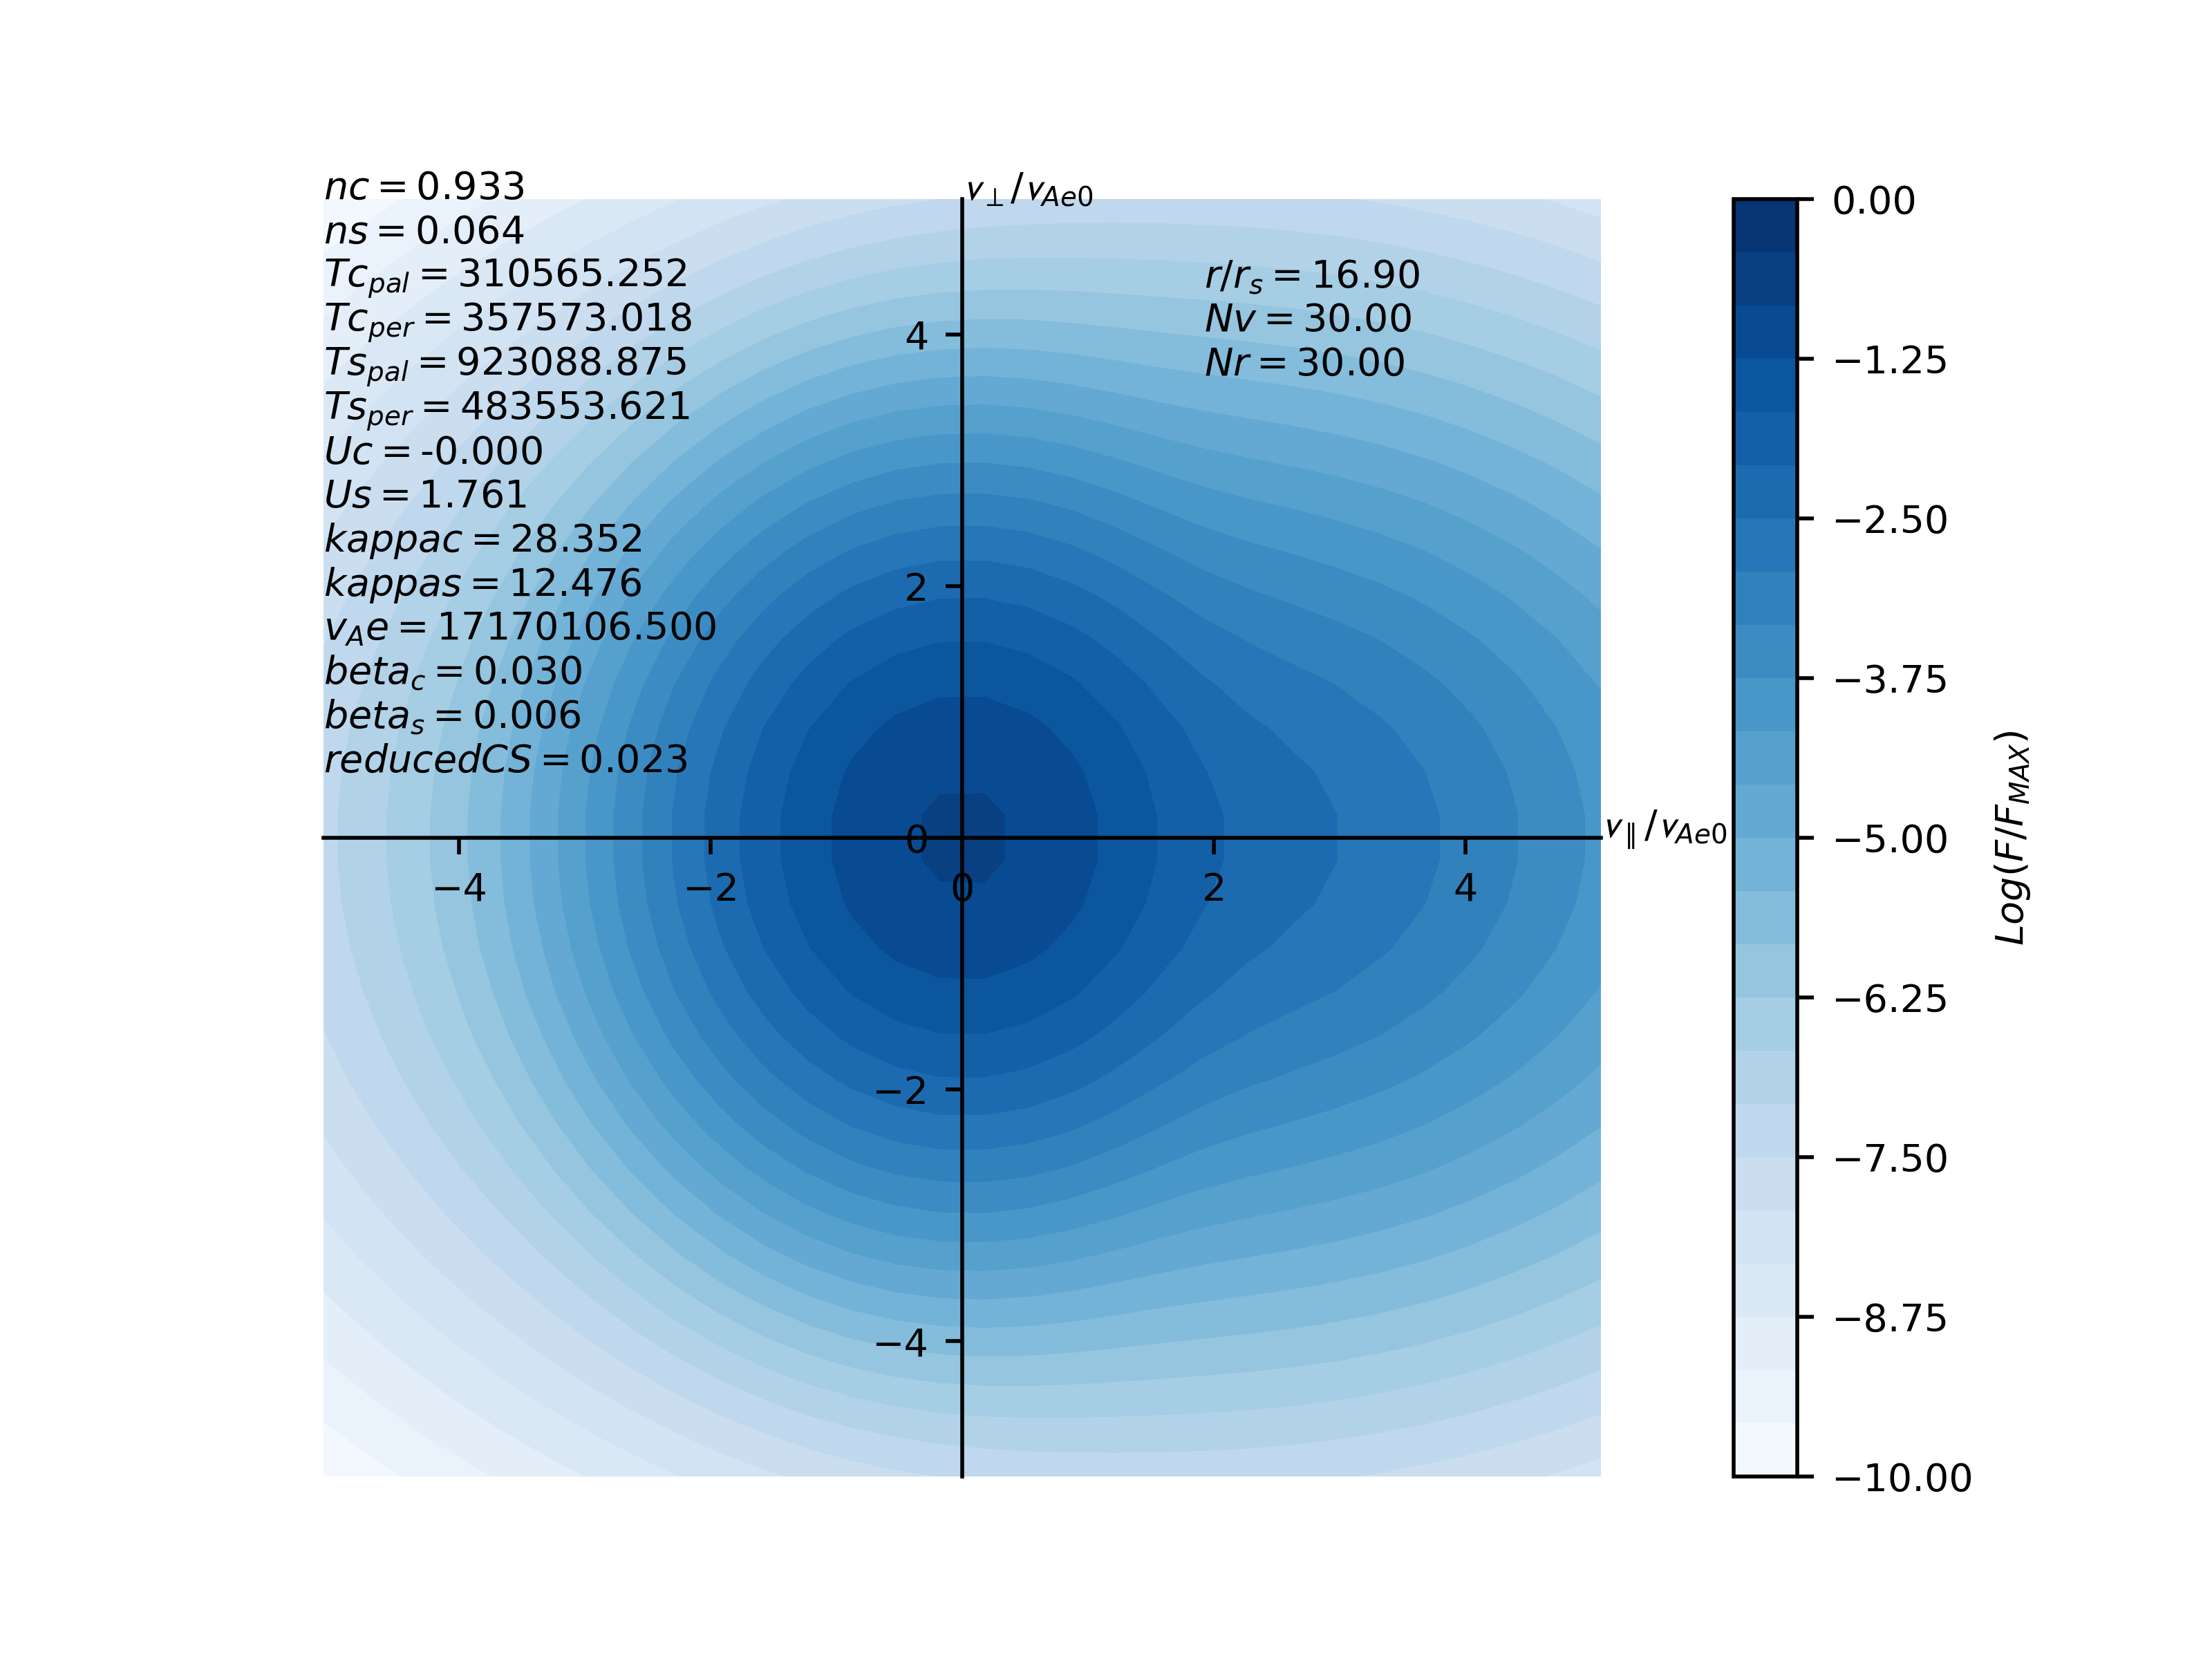 nc = 0.933
ns = 0.064
Tc_pal = 310565.252
Tc_per = 357573.018
Ts_pal = 923088.875
Ts_per = 483553.621
Uc = -0.000
Us = 1.761
kappac = 28.352
kappas = 12.476
v_A e = 17170106.500
beta_c = 0.030
beta_s = 0.006
reducedCS = 0.023
v_⊥/v_Ae0
r/r_s = 16.90
Nv = 30.00
Nr = 30.00
4
2
0
−2
−4
−4
−2
0
2
4
v_∥/v_Ae0
0.00
−1.25
−2.50
−3.75
−5.00
−6.25
−7.50
−8.75
−10.00
Log(F/F_MAX)